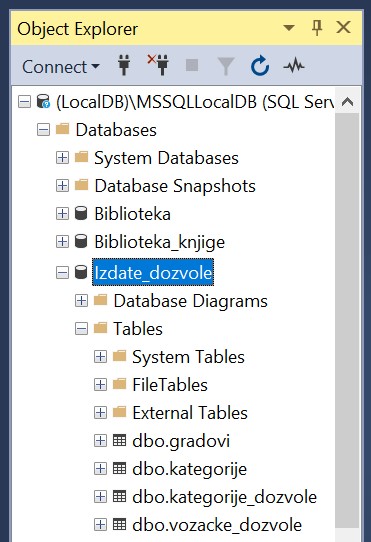 Object Explorer
Connect
(LocalDB)\MSSQLLocalDB (SQL Serv
Databases
System Databases
Database Snapshots
Biblioteka
Biblioteka_knjige
Izdate_dozvole
Database Diagrams
Tables
System Tables
FileTables
External Tables
dbo.gradovi
dbo.kategorije
dbo.kategorije_dozvole
dbo.vozacke_dozvole